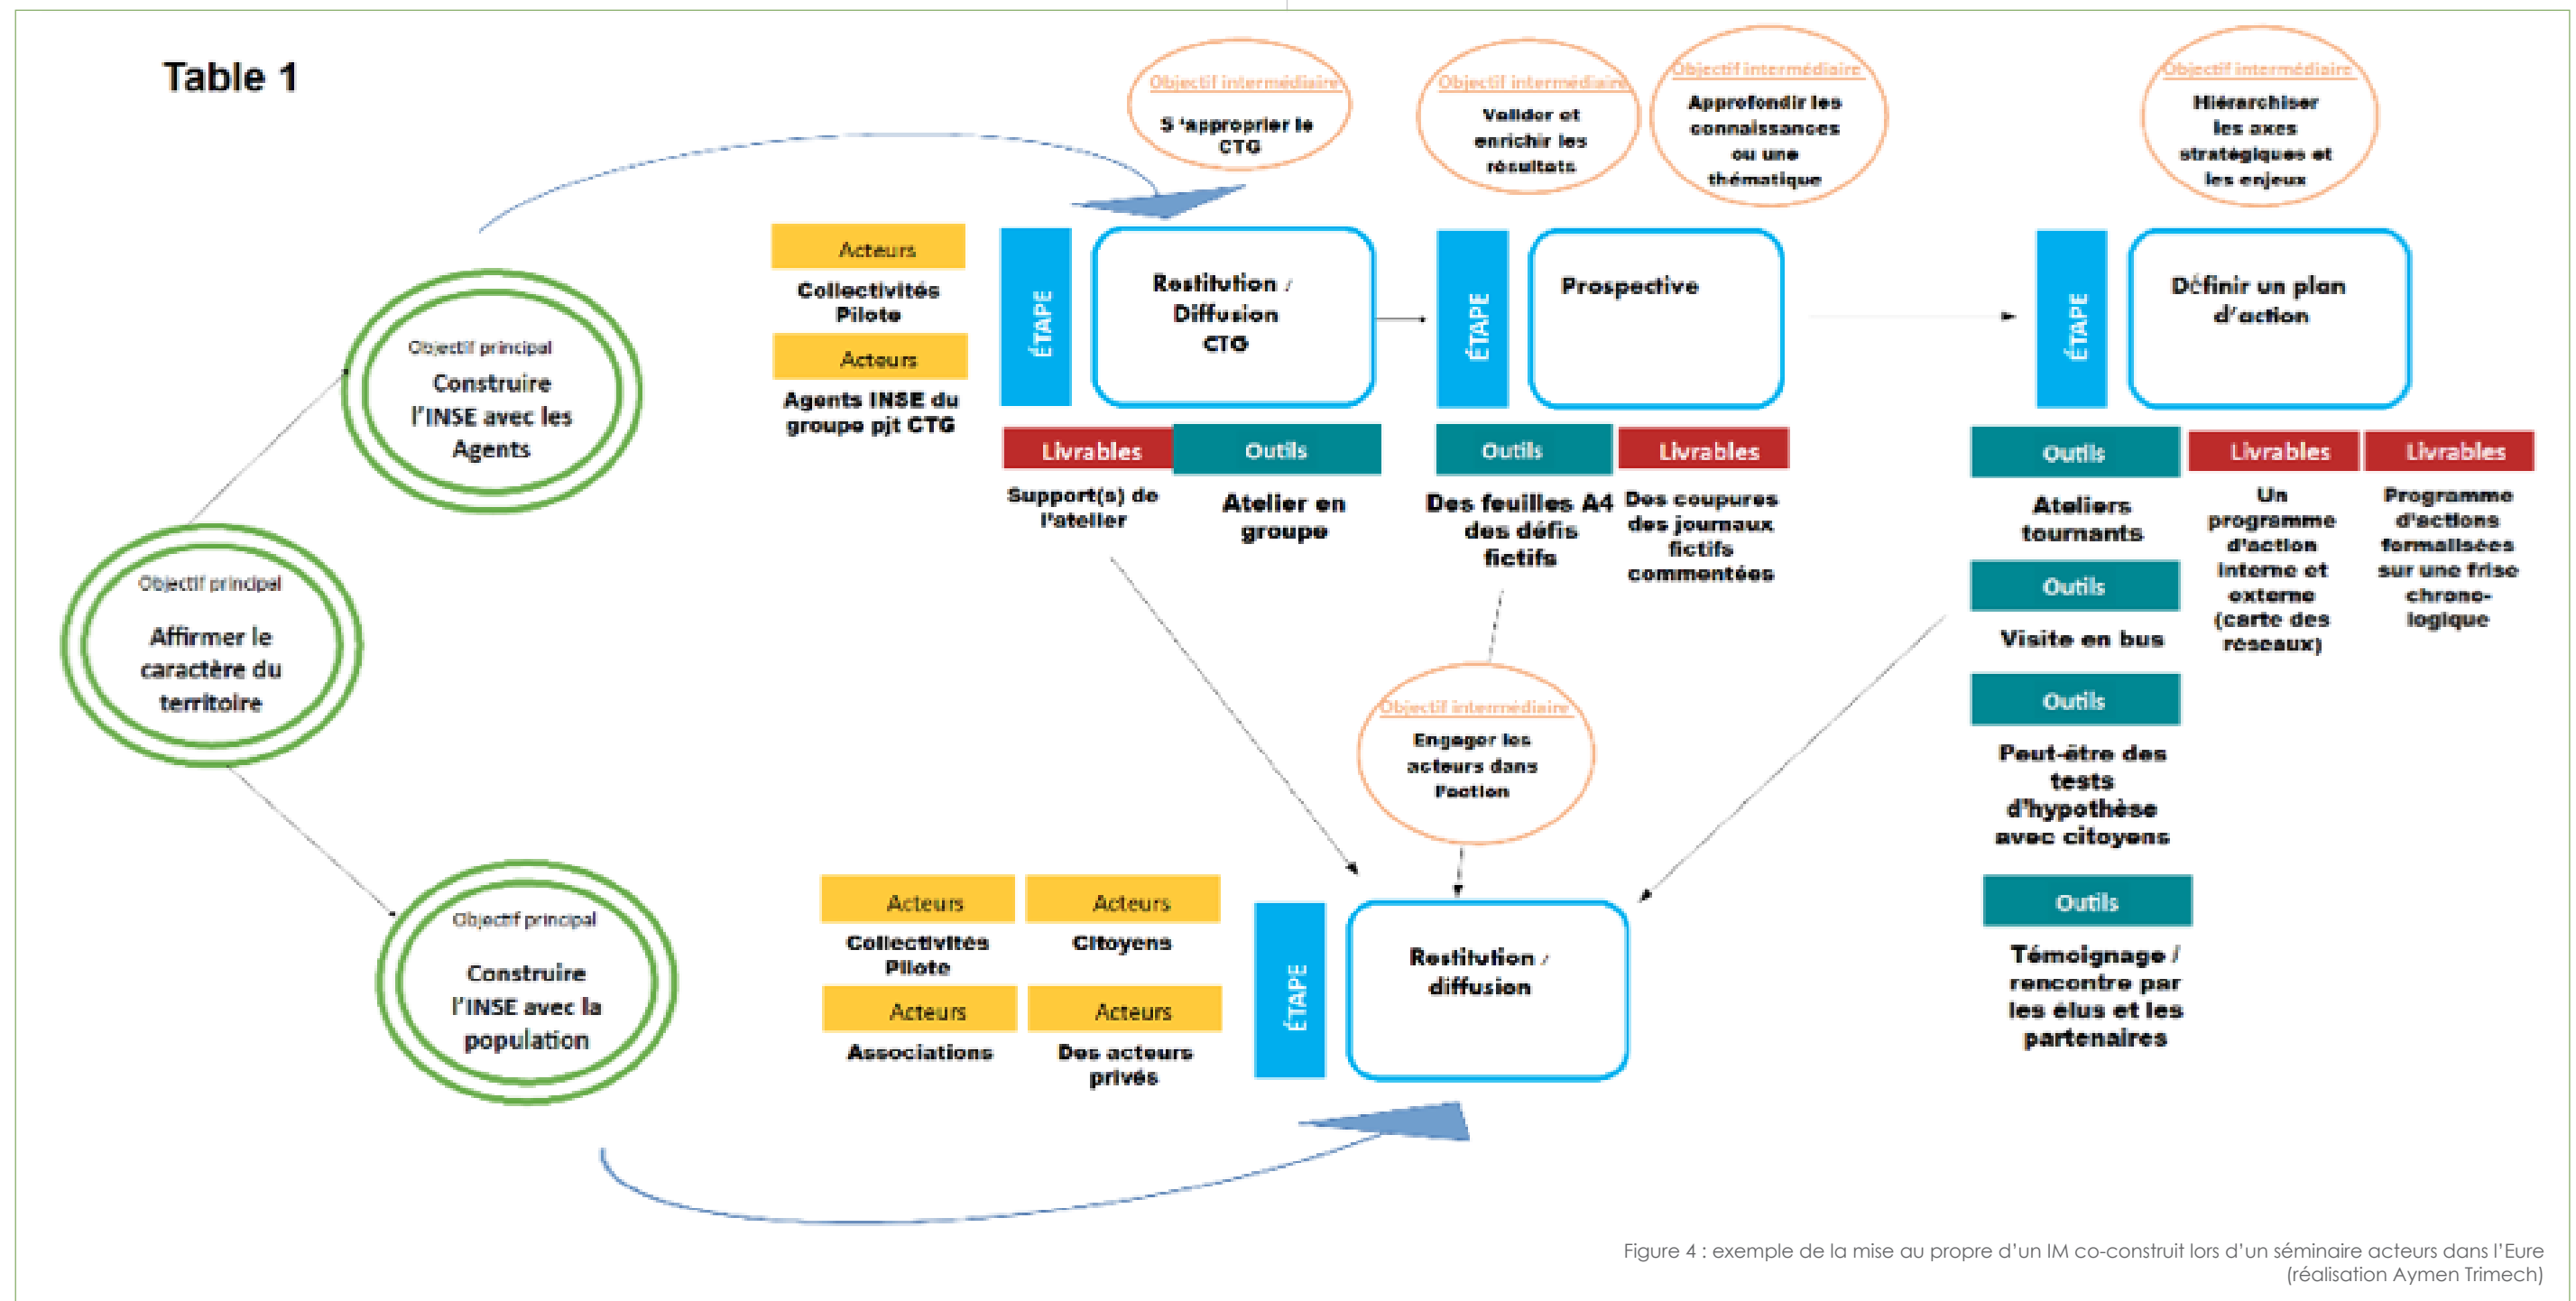 Table 1
Objectif intermédiaire
S 'approprier le
CTG
Objectif intermédiaire
Valider et
enrichir les
résultats
Objectif intermédiaire
Approfondir les
connaissances
ou une
thématique
Objectif intermédiaire
Hiérarchiser
les axes
stratégiques et
les enjeux
Objectif principal
Construire
l'INSE avec les
Agents
Objectif principal
Affirmer le
caractère du
territoire
Objectif principal
Construire
l'INSE avec la
population
Acteurs
Collectivités
Pilote
Acteurs
Agents INSE du
groupe pjt CTG
ÉTAPE
Restitution /
Diffusion
CTG
Livrables
Support(s) de
l'atelier
Outils
Atelier en
groupe
ÉTAPE
Prospective
Outils
Des feuilles A4
des défis
fictifs
Livrables
Des coupures
des journaux
fictifs
commentées
ÉTAPE
Définir un plan
d'action
Outils
Ateliers
tournants
Outils
Visite en bus
Outils
Peut-être des
tests
d'hypothèse
avec citoyens
Outils
Témoignage /
rencontre par
les élus et les
partenaires
Livrables
Un
programme
d'action
interne et
externe
(carte des
réseaux)
Livrables
Programme
d'actions
formalisées
sur une frise
chrono-
logique
Objectif intermédiaire
Engager les
acteurs dans
l'action
Acteurs
Collectivités
Pilote
Acteurs
Citoyens
Acteurs
Associations
Acteurs
Des acteurs
privés
ÉTAPE
Restitution /
diffusion
Figure 4 : exemple de la mise au propre d'un IM co-construit lors d'un séminaire acteurs dans l'Eure
(réalisation Aymen Trimech)